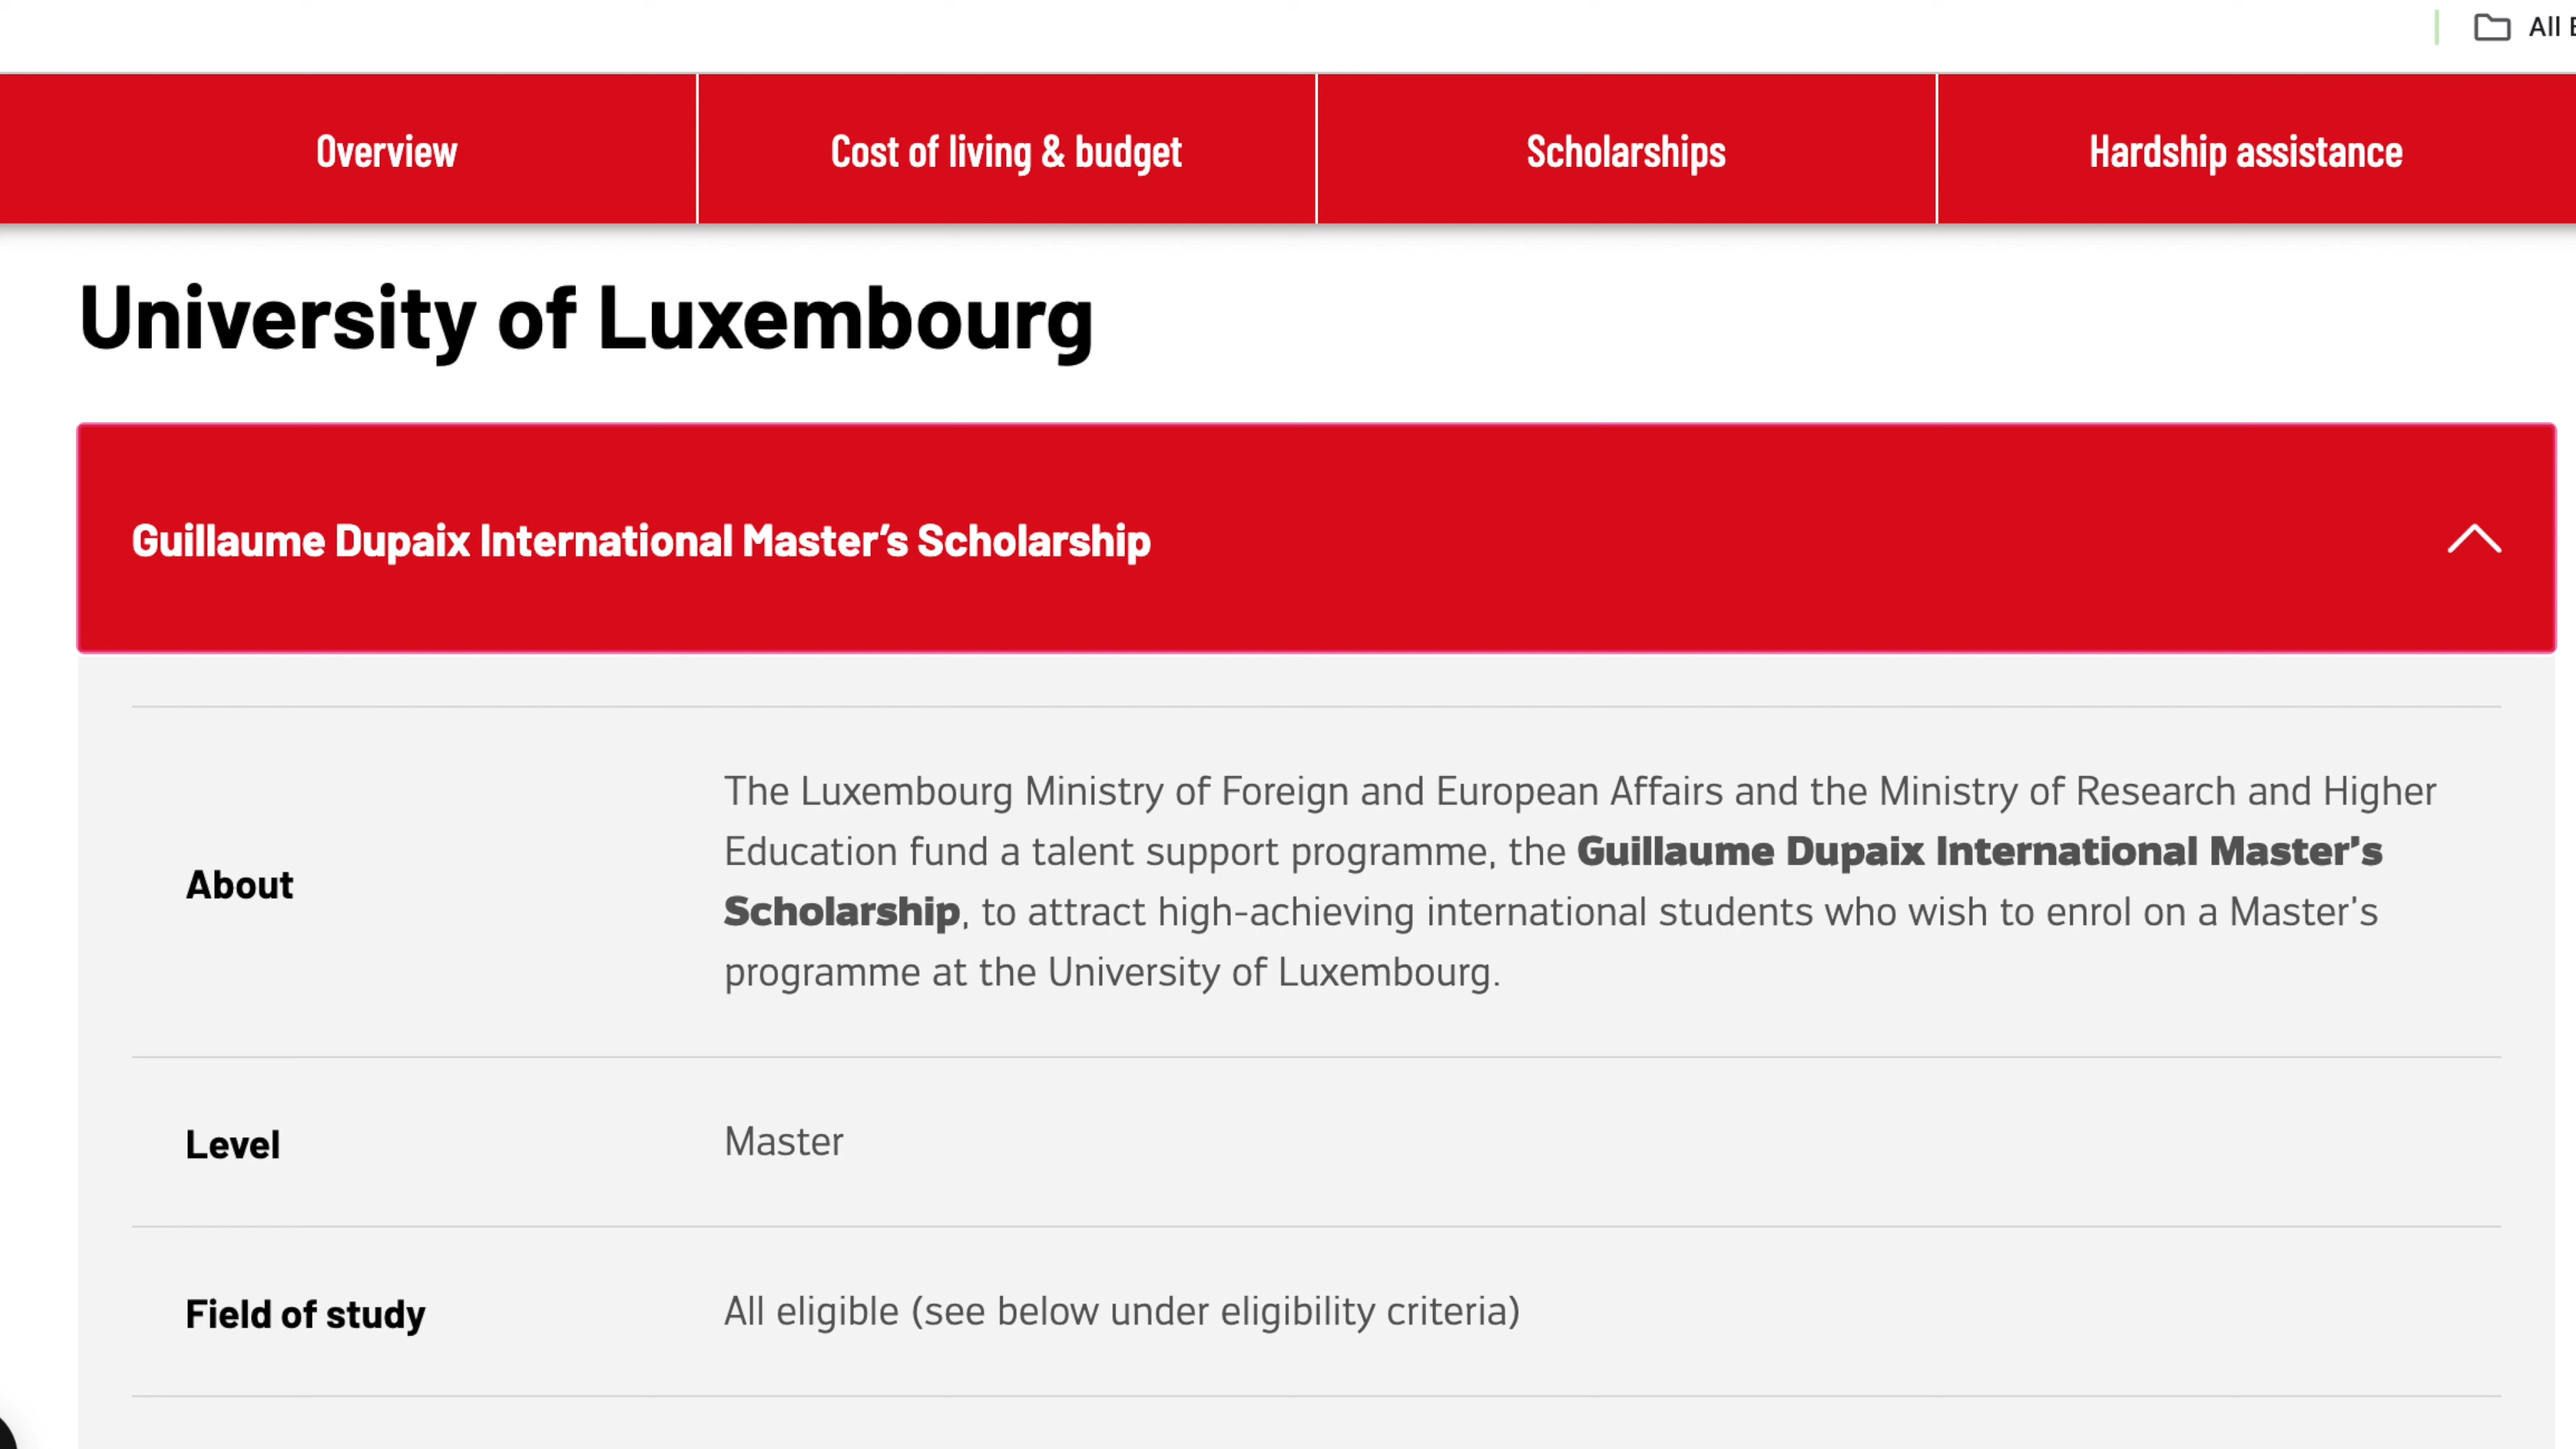 All
Overview
Cost of living & budget
Scholarships
Hardship assistance
University of Luxembourg
Guillaume Dupaix International Master’s Scholarship
About
The Luxembourg Ministry of Foreign and European Affairs and the Ministry of Research and Higher
Education fund a talent support programme, the Guillaume Dupaix International Master’s
Scholarship, to attract high-achieving international students who wish to enrol on a Master’s
programme at the University of Luxembourg.
Level
Master
Field of study
All eligible (see below under eligibility criteria)